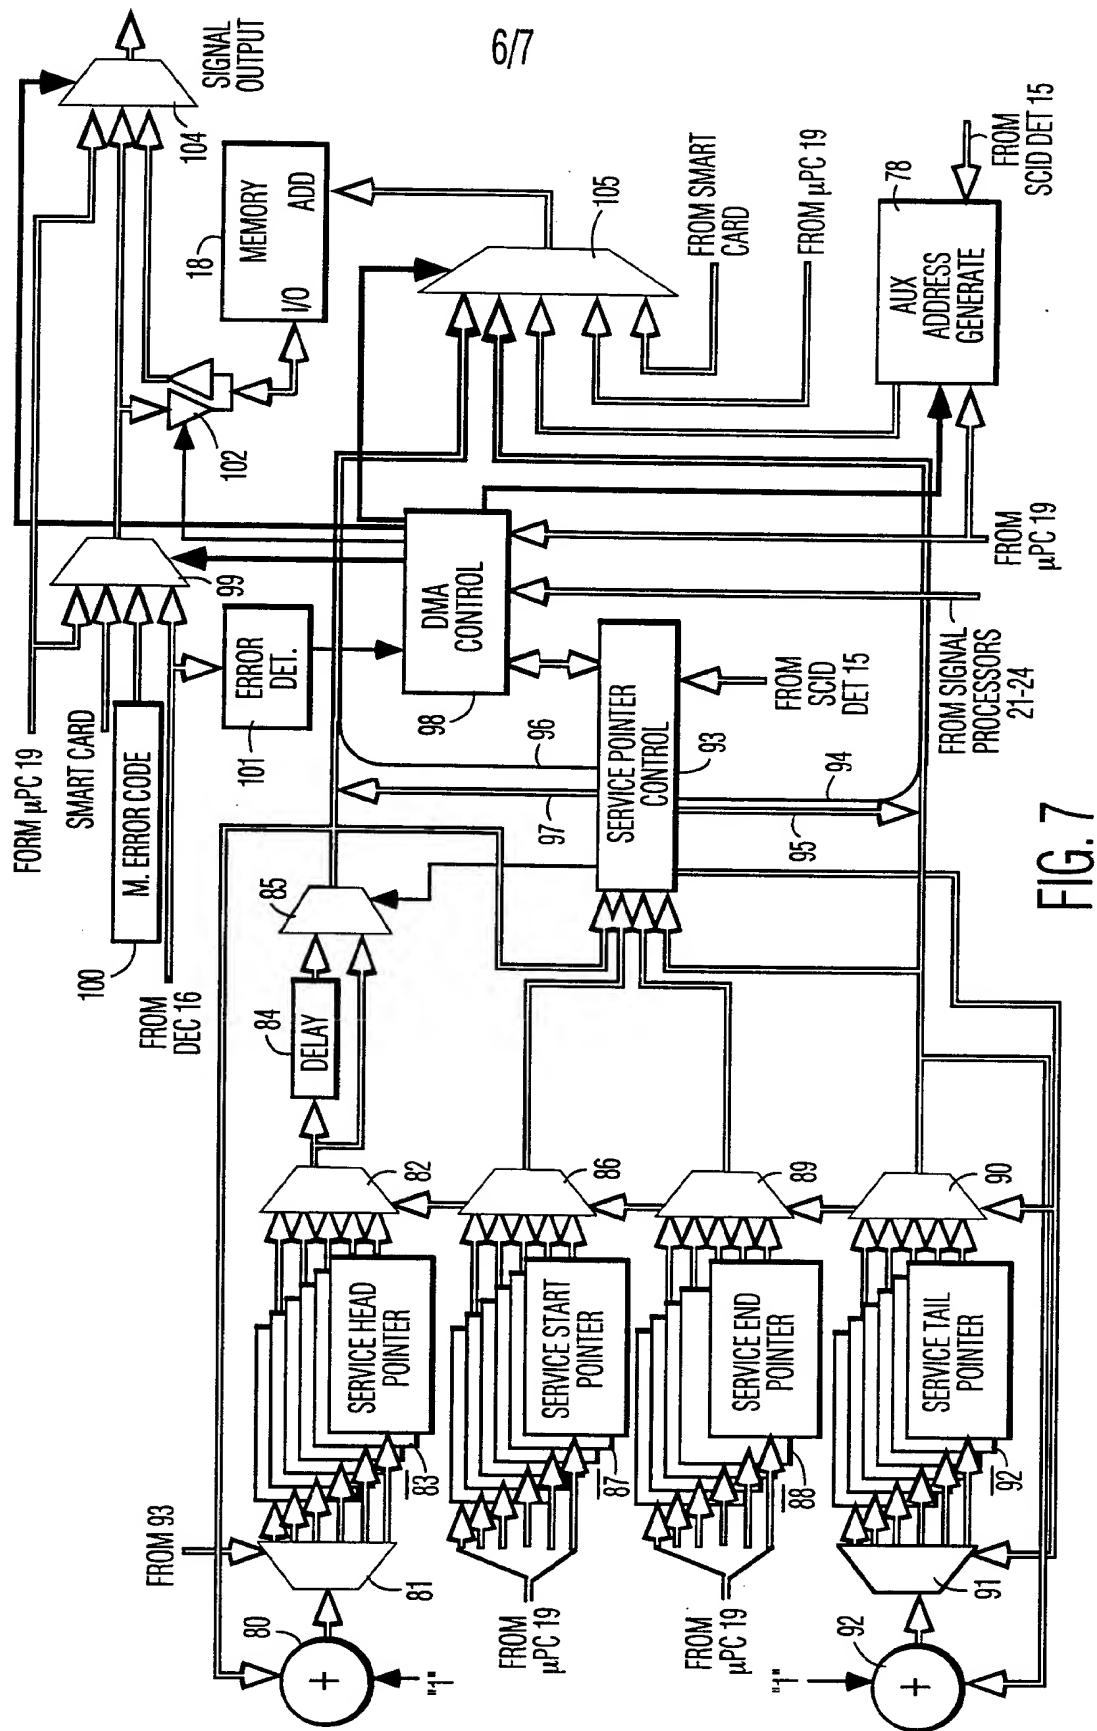 6/7
SIGNAL
OUTPUT
104
FORM µPC 19
SMART CARD
M. ERROR CODE
100
FROM
DEC 16
99
ERROR
DET.
101
102
18
MEMORY
I/O
ADD
105
FROM SMART
CARD
FROM µPC 19
78
AUX
ADDRESS
GENERATE
FROM
SCID DET 15
DMA
CONTROL
98
FROM
µPC 19
FROM SIGNAL
PROCESSORS
21-24
SERVICE POINTER
CONTROL
93
FROM
SCID
DET 15
96
97
94
95
85
84
DELAY
82
86
89
90
SERVICE HEAD
POINTER
83
SERVICE START
POINTER
87
SERVICE END
POINTER
88
SERVICE TAIL
POINTER
92
FROM 93
81
80
+
"1"
FROM
µPC 19
FROM
µPC 19
91
92
+
"1"
FIG. 7